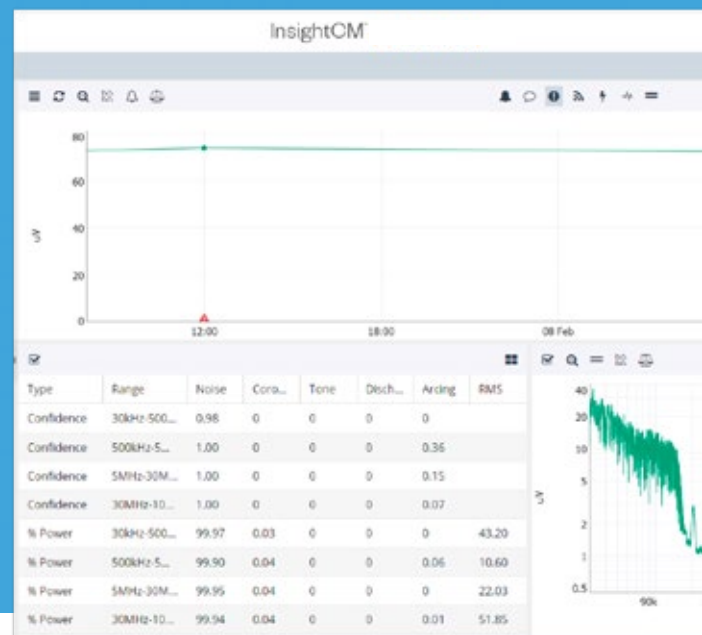 InsightCM™
80
60
40
20
0
uV
12:00
18:00
08 Feb
Type Range Noise Coro... Tone Disch... Arcing RMS
Confidence 30kHz-500... 0.98 0 0 0 0
Confidence 500kHz-5... 1.00 0 0 0 0.36
Confidence 5MHz-30M... 1.00 0 0 0 0.15
Confidence 30MHz-10... 1.00 0 0 0 0.07
% Power 30kHz-500... 99.97 0.03 0 0 0 43.20
% Power 500kHz-5... 99.90 0.04 0 0 0.06 10.60
% Power 5MHz-30M... 99.95 0.04 0 0 0 22.03
% Power 30MHz-10... 99.94 0.04 0 0 0.01 51.85
40
20
10
5
2
1
0.5
uV
90k